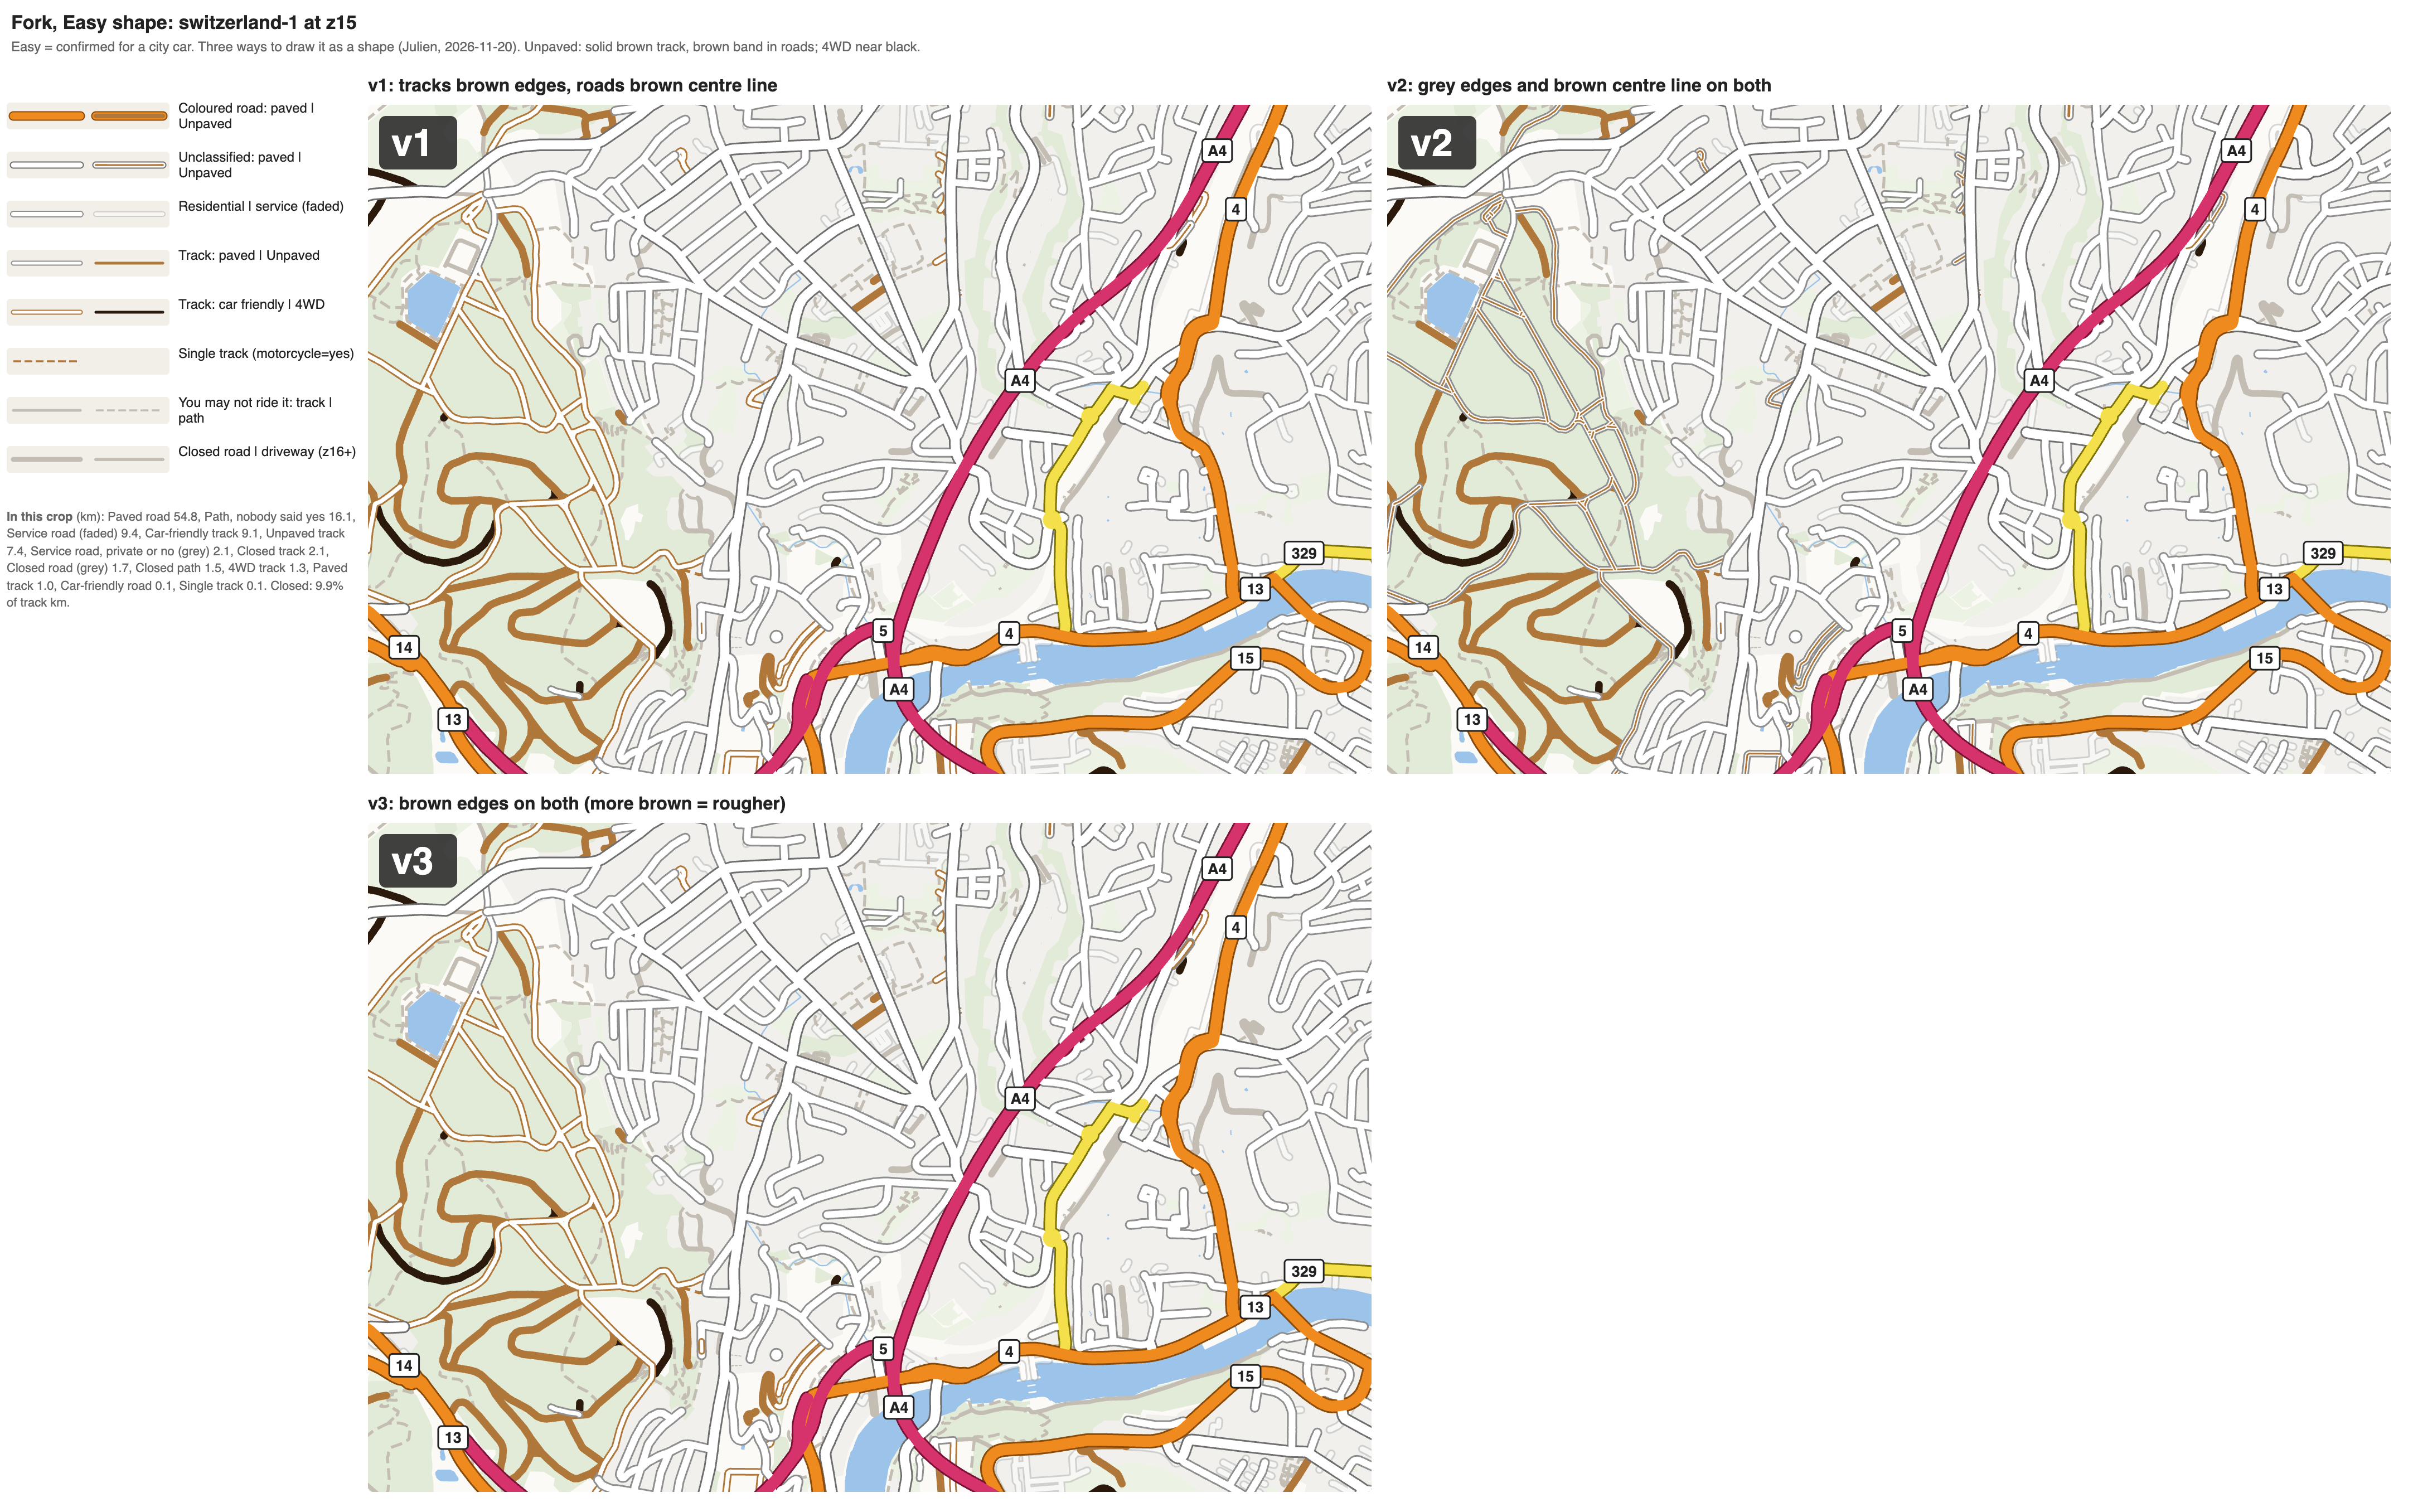 Fork, Easy shape: switzerland-1 at z15
Easy = confirmed for a city car. Three ways to draw it as a shape (Julien, 2026-11-20). Unpaved: solid brown track, brown band in roads; 4WD near black.
Coloured road: paved |
Unpaved
Unclassified: paved |
Unpaved
Residential | service (faded)
Track: paved | Unpaved
Track: car friendly | 4WD
Single track (motorcycle=yes)
You may not ride it: track |
path
Closed road | driveway (z16+)
In this crop (km): Paved road 54.8, Path, nobody said yes 16.1,
Service road (faded) 9.4, Car-friendly track 9.1, Unpaved track
7.4, Service road, private or no (grey) 2.1, Closed track 2.1,
Closed road (grey) 1.7, Closed path 1.5, 4WD track 1.3, Paved
track 1.0, Car-friendly road 0.1, Single track 0.1. Closed: 9.9%
of track km.
v1: tracks brown edges, roads brown centre line
v1
A4
4
A4
329
13
5
4
14
15
A4
13
v2: grey edges and brown centre line on both
v2
A4
4
A4
329
13
5
4
14
15
A4
13
v3: brown edges on both (more brown = rougher)
v3
A4
4
A4
329
13
5
4
14
15
A4
13